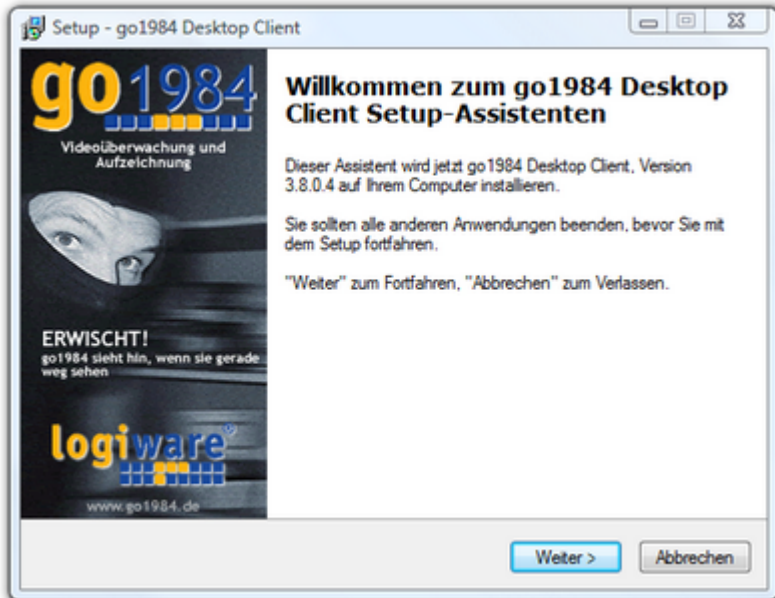 Setup - go1984 Desktop Client
go1984
Videoüberwachung und
Aufzeichnung
ERWISCHT!
go1984 sieht hin, wenn sie gerade
weg sehen
logiware®
www.go1984.de
Willkommen zum go1984 Desktop
Client Setup-Assistenten
Dieser Assistent wird jetzt go1984 Desktop Client, Version
3.8.0.4 auf Ihrem Computer installieren.
Sie sollten alle anderen Anwendungen beenden, bevor Sie mit
dem Setup fortfahren.
"Weiter" zum Fortfahren, "Abbrechen" zum Verlassen.
Weiter >
Abbrechen